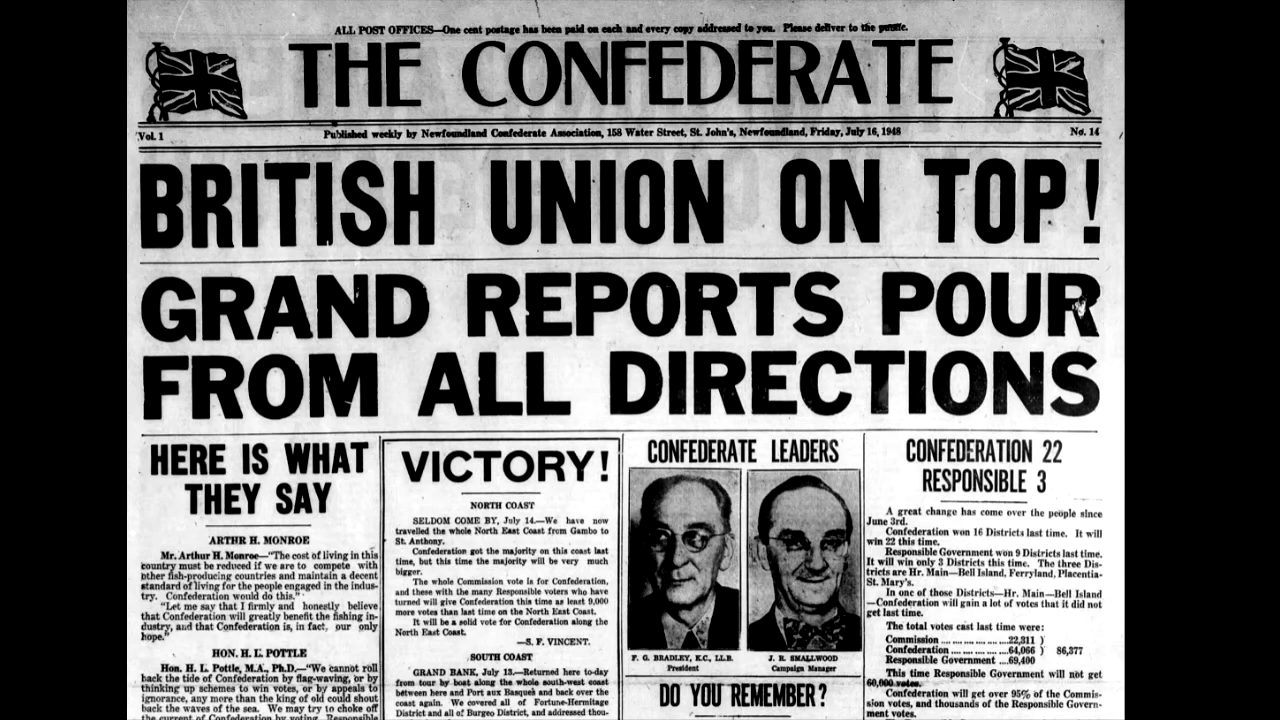 ALL POST OFFICES—One cent postage has been paid on each and every copy addressed to you. Please deliver to the public.
THE CONFEDERATE
Vol. 1
Published weekly by Newfoundland Confederate Association, 158 Water Street, St. John's, Newfoundland, Friday, July 16, 1948
No. 14
BRITISH UNION ON TOP!
GRAND REPORTS POUR
FROM ALL DIRECTIONS
HERE IS WHAT
THEY SAY
ARTHR H. MONROE
Mr. Arthur H. Monroe—"The cost of living in this
country must be reduced if we are to compete with
other fish-producing countries and maintain a decent
standard of living for the people engaged in the indus-
try. Confederation would do this."
"Let me say that I firmly and honestly believe
that Confederation will greatly benefit the fishing in-
dustry, and that Confederation is, in fact, our only
hope."
HON. H. L. POTTLE
Hon. H. L. Pottle, M.A., Ph.D.—"We cannot roll
back the tide of Confederation by flag-waving, or by
thinking up schemes to win votes, or by appeals to
ignorance, any more than the king of old could shout
back the waves of the sea. We may try to choke off
the current of Confederation by voting Responsible
VICTORY!
NORTH COAST
SELDOM COME BY, July 14.—We have now
travelled the whole North East Coast from Gambo to
St. Anthony.
Confederation got the majority on this coast last
time, but this time the majority will be very much
bigger.
The whole Commission vote is for Confederation,
and these with the many Responsible voters who have
turned will give Confederation this time as least 9,000
more votes than last time on the North East Coast.
It will be a solid vote for Confederation along the
North East Coast.
—S. F. VINCENT.
SOUTH COAST
GRAND BANK, July 13.—Returned here to-day
from tour by boat along the whole south-west coast
between here and Port aux Basques and back over the
coast again. We covered all of Fortune-Hermitage
District and all of Burgeo District, and addressed thou-
CONFEDERATE LEADERS
F. G. BRADLEY, K.C., LL.B.
President
J. R. SMALLWOOD
Campaign Manager
DO YOU REMEMBER?
CONFEDERATION 22
RESPONSIBLE 3
A great change has come over the people since
June 3rd.
Confederation won 16 Districts last time. It will
win 22 this time.
Responsible Government won 9 Districts last time.
It will win only 3 Districts this time. The three Dis-
tricts are Hr. Main—Bell Island, Ferryland, Placentia-
St. Mary's.
In one of those Districts—Hr. Main—Bell Island
—Confederation will gain a lot of votes that it did not
get last time.
The total votes cast last time were:
Commission .... .... .... .... ....22,311 )
Confederation .... .... .... ....64,066 ) 86,377
Responsible Government ....69,400
This time Responsible Government will not get
60,000 votes.
Confederation will get over 95% of the Commis-
sion votes, and thousands of the Responsible Govern-
ment votes.